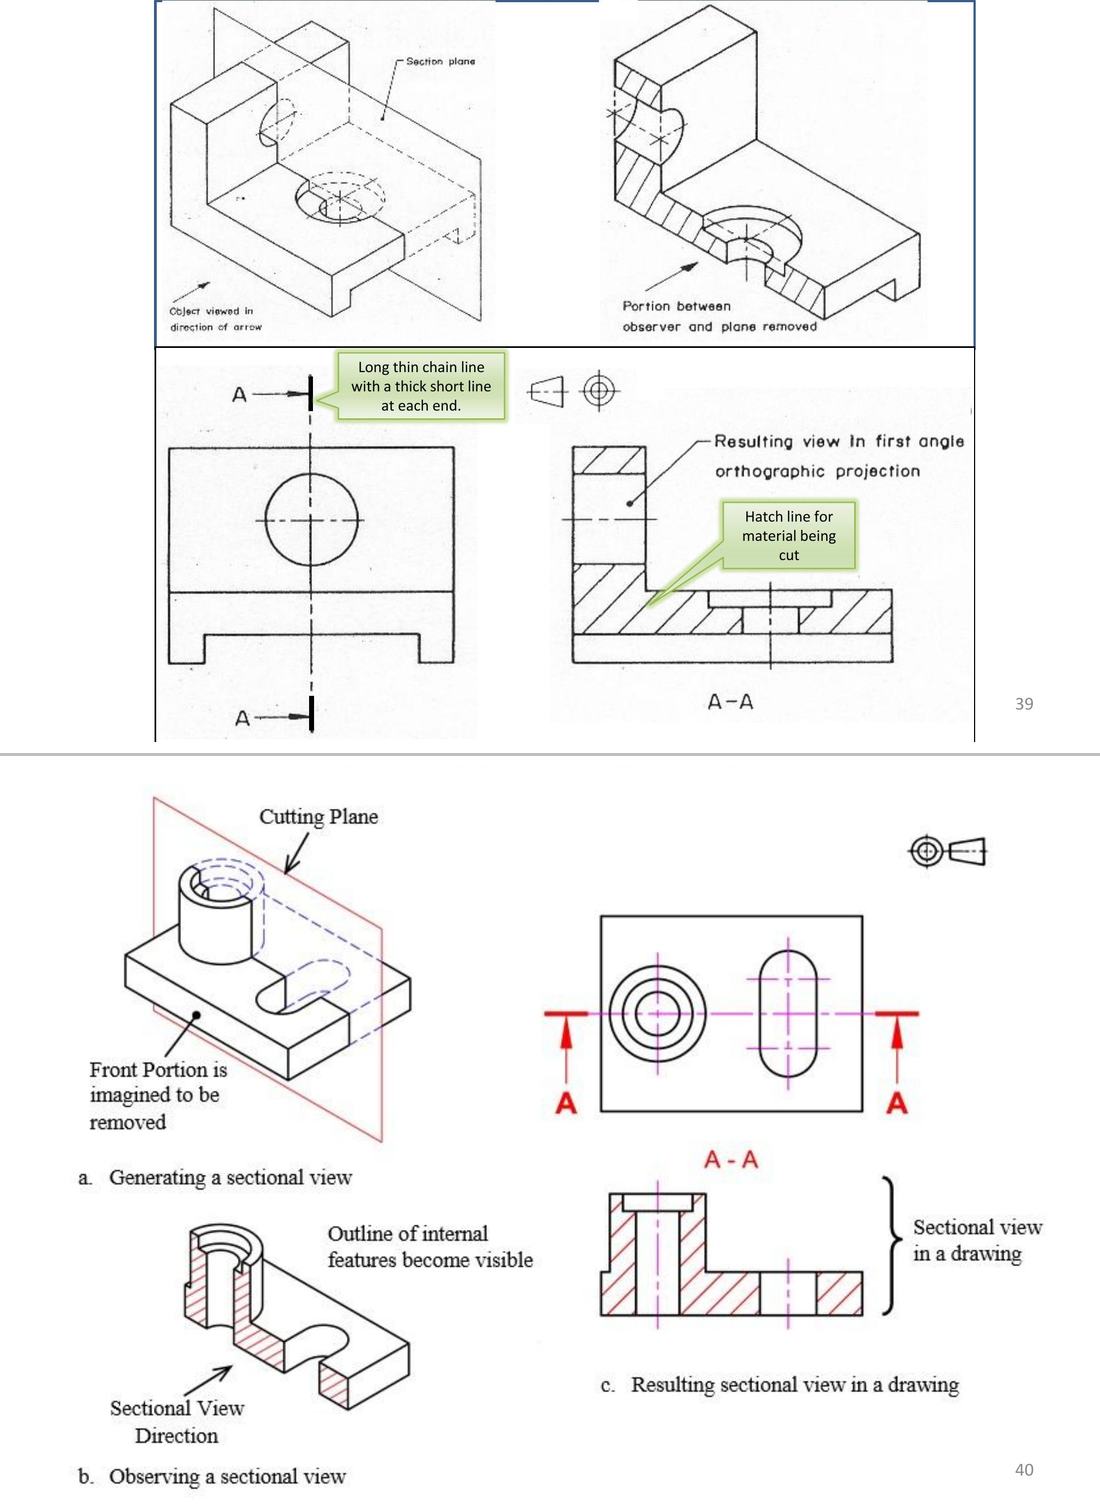 Section plane
Object viewed in
direction of arrow
Portion between
observer and plane removed
A
Long thin chain line
with a thick short line
at each end.
Resulting view in first angle
orthographic projection
Hatch line for
material being
cut
A
A-A
39
Cutting Plane
Front Portion is
imagined to be
removed
a. Generating a sectional view
A
A
A - A
Outline of internal
features become visible
Sectional view
in a drawing
c. Resulting sectional view in a drawing
Sectional View
Direction
b. Observing a sectional view
40